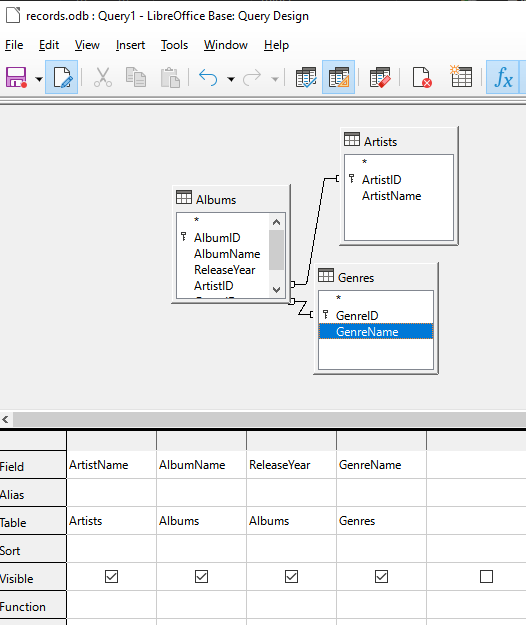 records.odb : Query1 - LibreOffice Base: Query Design
File Edit View Insert Tools Window Help
fx
Artists
*
ArtistID
ArtistName
Albums
*
AlbumID
AlbumName
ReleaseYear
ArtistID
Genres
*
GenreID
GenreName
Field ArtistName AlbumName ReleaseYear GenreName
Alias
Table Artists Albums Albums Genres
Sort
Visible
Function